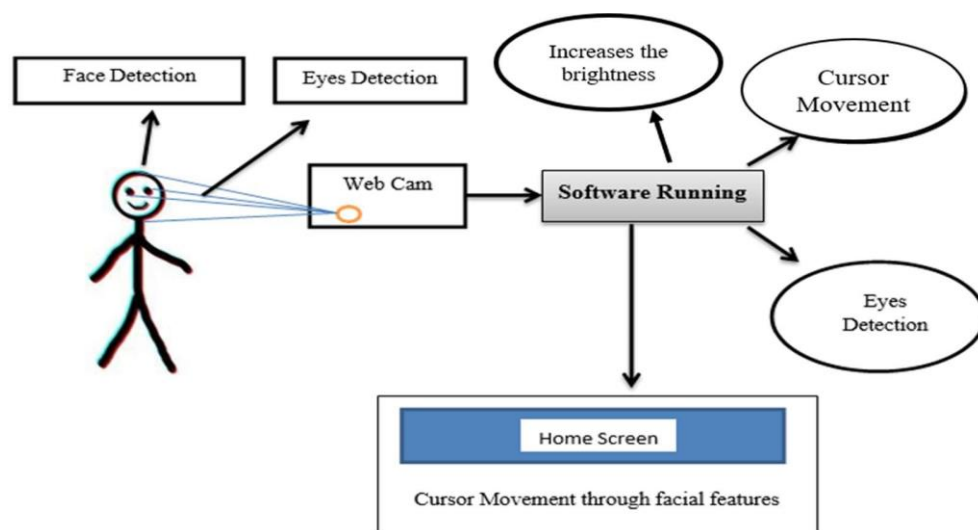 Face Detection
Eyes Detection
Increases the
brightness
Cursor
Movement
Web Cam
Software Running
Eyes
Detection
Home Screen
Cursor Movement through facial features